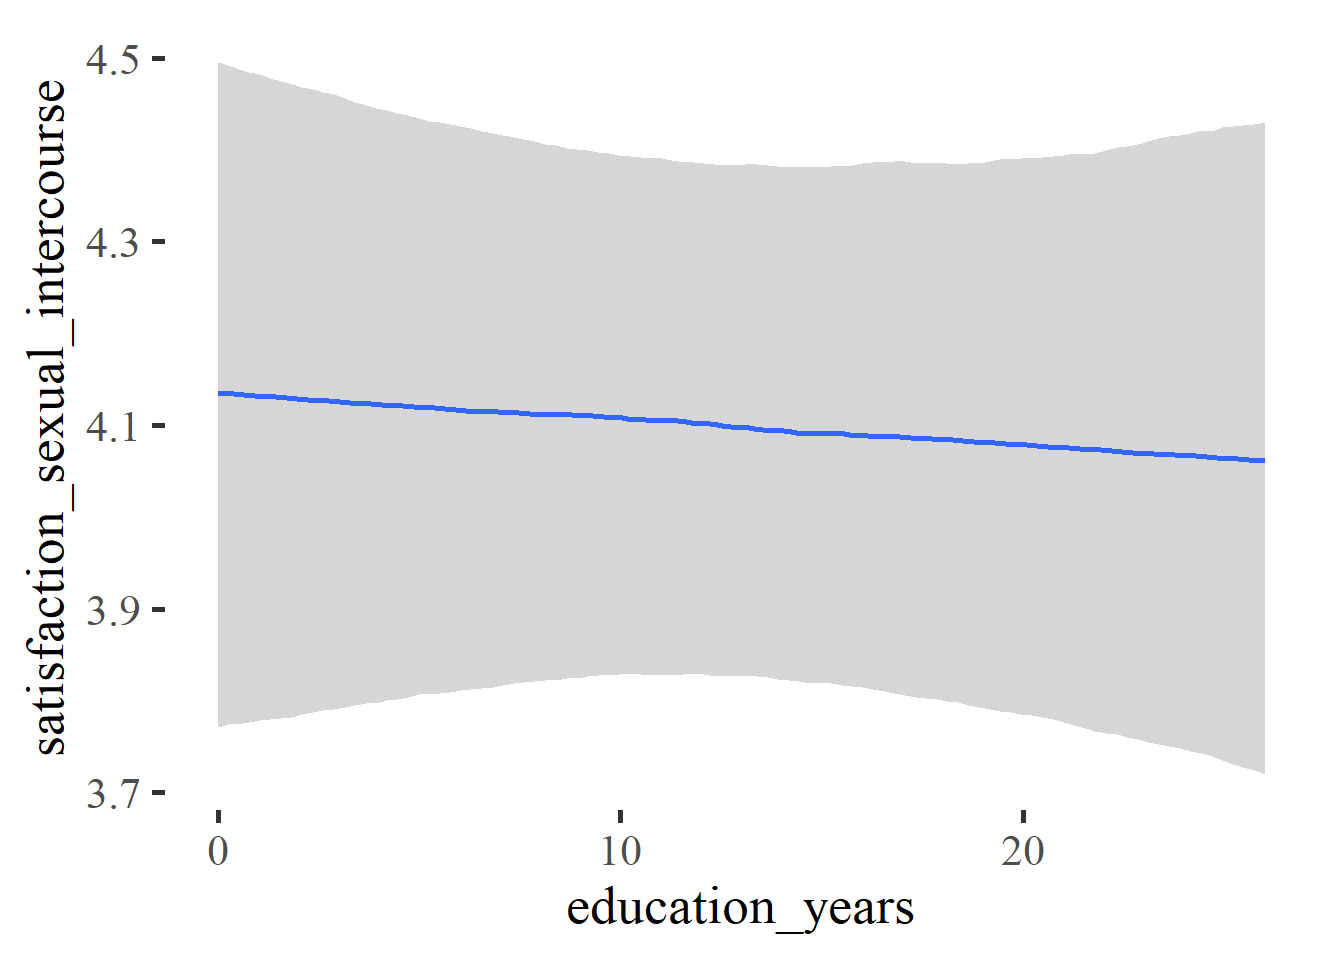 satisfaction_sexual_intercourse
4.5
4.3
4.1
3.9
3.7
0 10 20
education_years